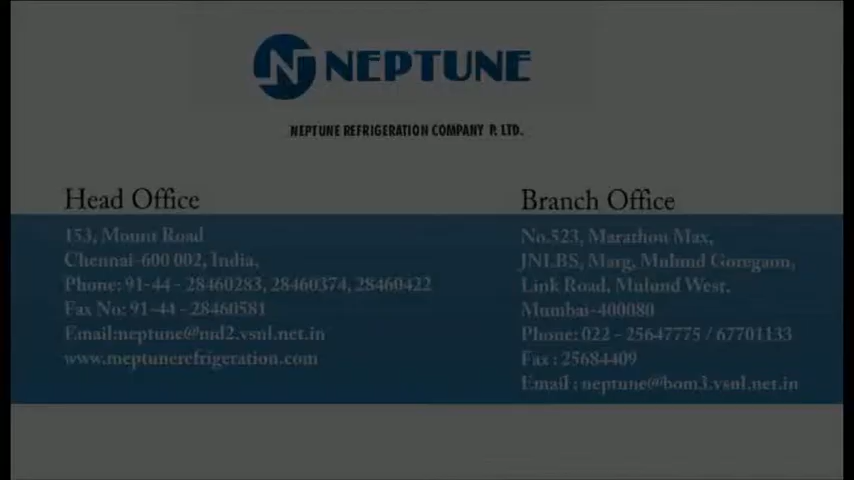 NEPTUNE
NEPTUNE REFRIGERATION COMPANY P. LTD.
Head Office
153, Mount Road
Chennai-600 002, India,
Phone: 91-44 - 28460283, 28460374, 28460422
Fax No: 91-44 - 28460581
Email:neptune@md2.vsnl.net.in
www.meptunerefrigeration.com
Branch Office
No.523, Marathon Max,
JNLBS, Marg, Mulund Goregaon,
Link Road, Mulund West,
Mumbai-400080
Phone: 022 - 25647775 / 67701133
Fax : 25684409
Email : neptune@bom3.vsnl.net.in